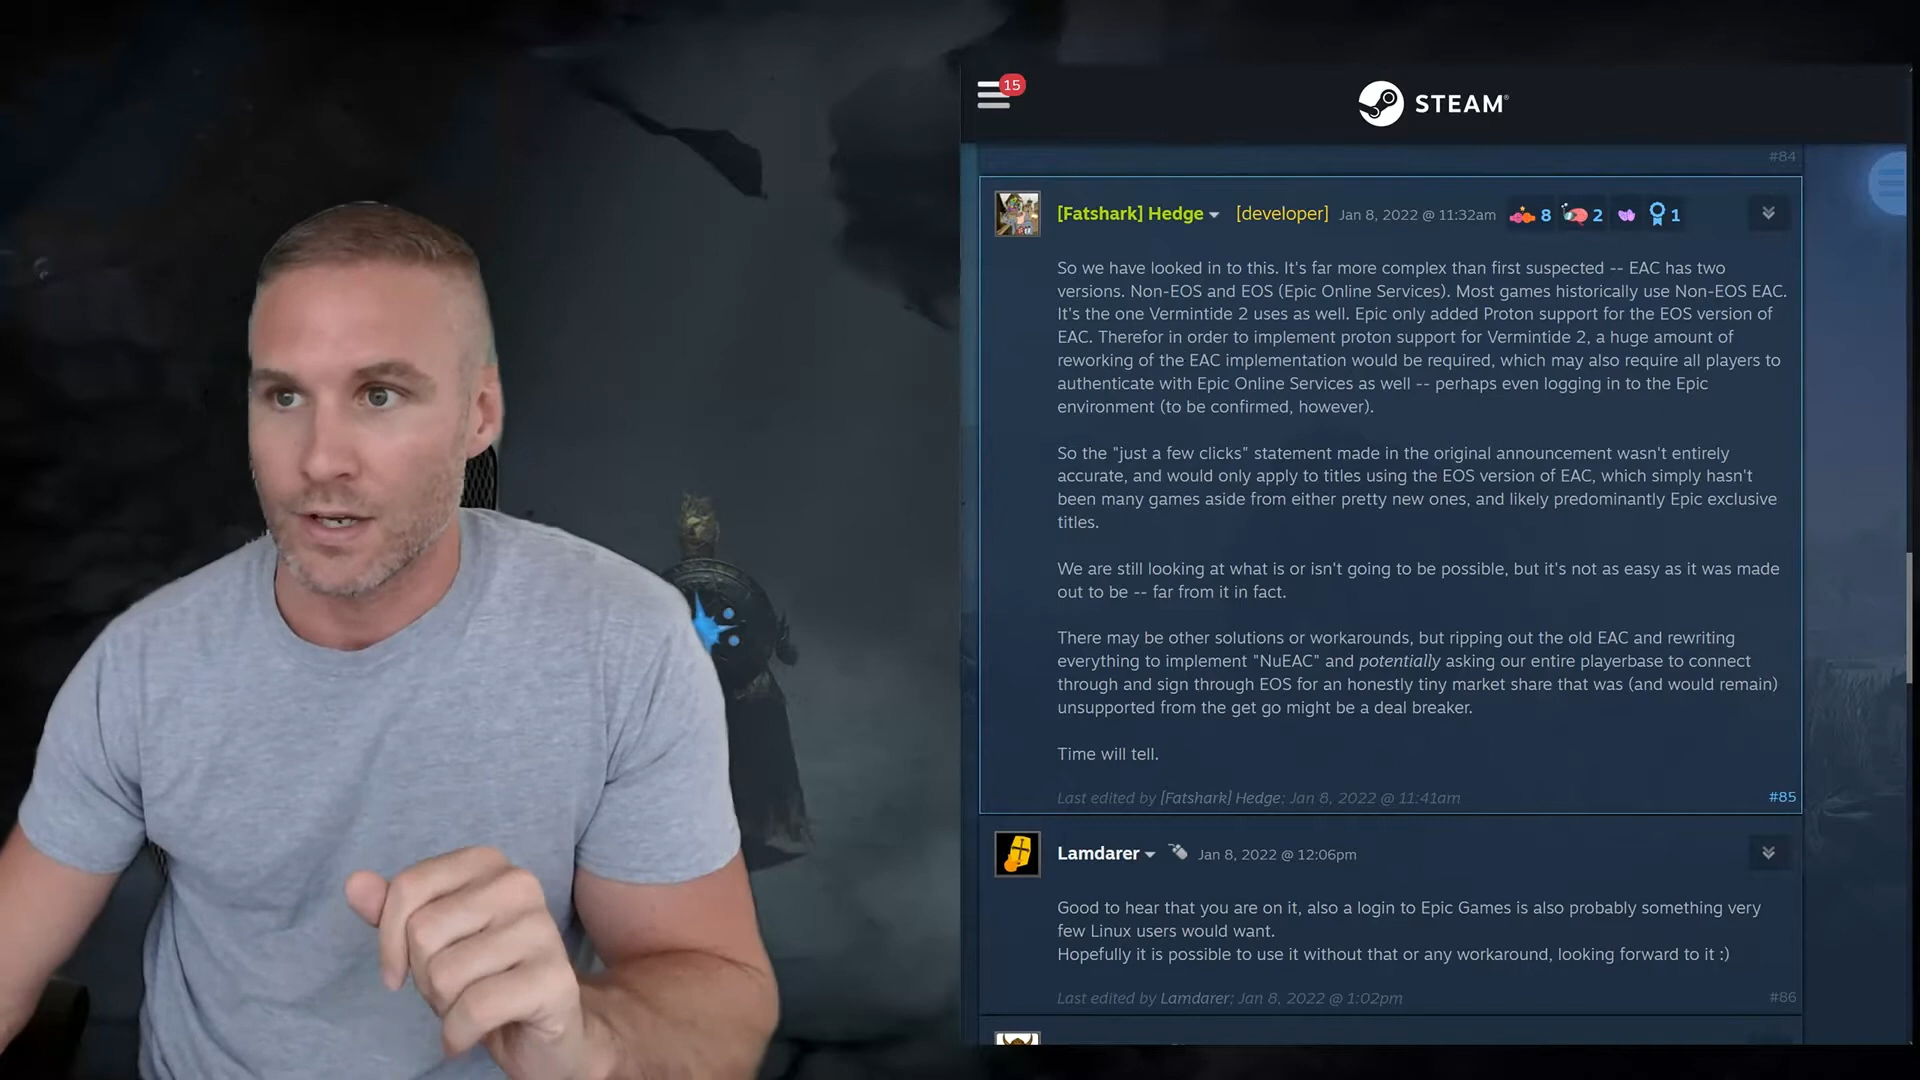 15
STEAM®
#84
[Fatshark] Hedge [developer] Jan 8, 2022 @ 11:32am 8 2 1
So we have looked in to this. It's far more complex than first suspected -- EAC has two
versions. Non-EOS and EOS (Epic Online Services). Most games historically use Non-EOS EAC.
It's the one Vermintide 2 uses as well. Epic only added Proton support for the EOS version of
EAC. Therefor in order to implement proton support for Vermintide 2, a huge amount of
reworking of the EAC implementation would be required, which may also require all players to
authenticate with Epic Online Services as well -- perhaps even logging in to the Epic
environment (to be confirmed, however).
So the "just a few clicks" statement made in the original announcement wasn't entirely
accurate, and would only apply to titles using the EOS version of EAC, which simply hasn't
been many games aside from either pretty new ones, and likely predominantly Epic exclusive
titles.
We are still looking at what is or isn't going to be possible, but it's not as easy as it was made
out to be -- far from it in fact.
There may be other solutions or workarounds, but ripping out the old EAC and rewriting
everything to implement "NuEAC" and potentially asking our entire playerbase to connect
through and sign through EOS for an honestly tiny market share that was (and would remain)
unsupported from the get go might be a deal breaker.
Time will tell.
Last edited by [Fatshark] Hedge; Jan 8, 2022 @ 11:41am
#85
Lamdarer Jan 8, 2022 @ 12:06pm
Good to hear that you are on it, also a login to Epic Games is also probably something very
few Linux users would want.
Hopefully it is possible to use it without that or any workaround, looking forward to it :)
Last edited by Lamdarer; Jan 8, 2022 @ 1:02pm
#86